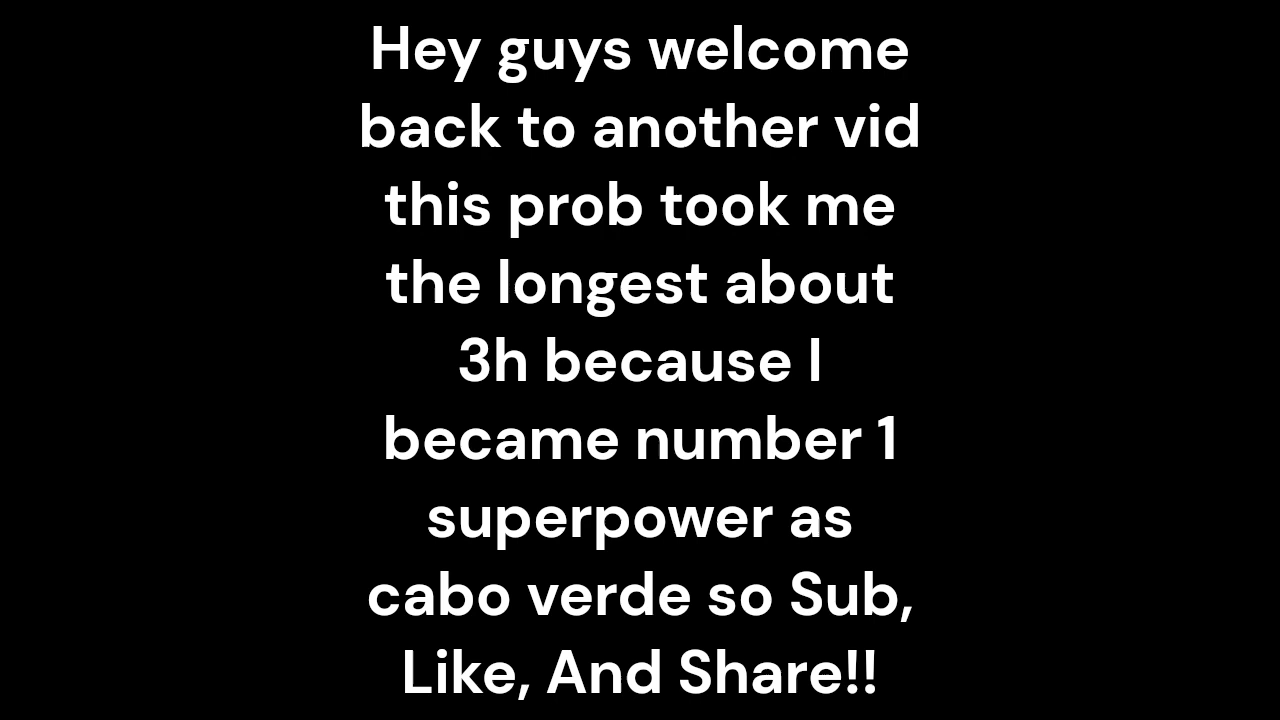 Hey guys welcome
back to another vid
this prob took me
the longest about
3h because I
became number 1
superpower as
cabo verde so Sub,
Like, And Share!!